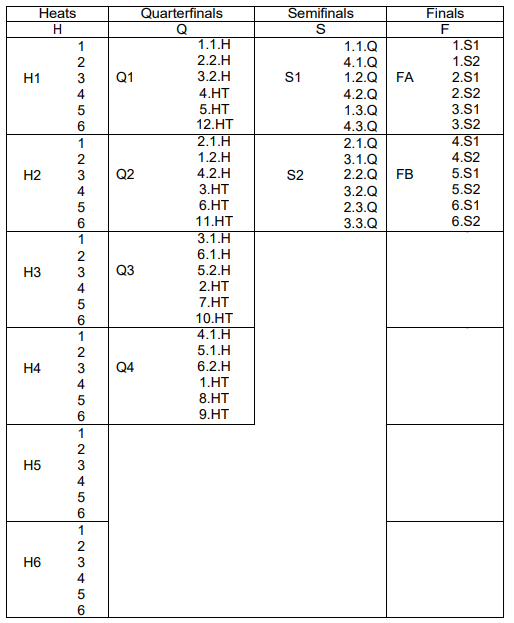 Heats Quarterfinals Semifinals Finals
H Q S F
1 1.1.H 1.1.Q 1.S1
2 2.2.H 4.1.Q 1.S2
H1 3 Q1 3.2.H S1 1.2.Q FA 2.S1
4 4.HT 4.2.Q 2.S2
5 5.HT 1.3.Q 3.S1
6 12.HT 4.3.Q 3.S2
1 2.1.H 2.1.Q 4.S1
2 1.2.H 3.1.Q 4.S2
H2 3 Q2 4.2.H S2 2.2.Q FB 5.S1
4 3.HT 3.2.Q 5.S2
5 6.HT 2.3.Q 6.S1
6 11.HT 3.3.Q 6.S2
1 3.1.H
2 6.1.H
H3 3 Q3 5.2.H
4 2.HT
5 7.HT
6 10.HT
1 4.1.H
2 5.1.H
H4 3 Q4 6.2.H
4 1.HT
5 8.HT
6 9.HT
1
2
H5 3
4
5
6
1
2
H6 3
4
5
6